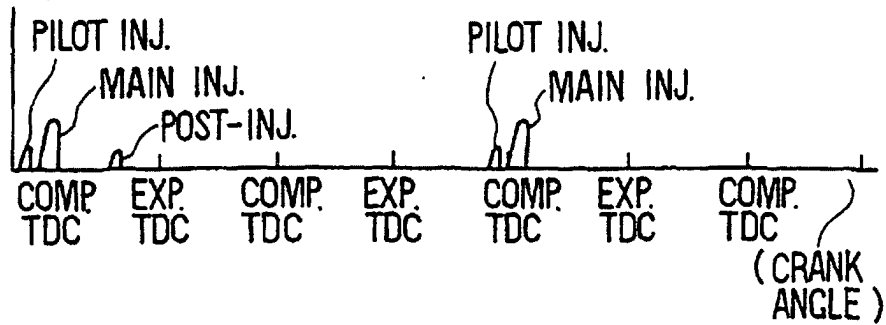 PILOT INJ.
MAIN INJ.
POST-INJ.
PILOT INJ.
MAIN INJ.
COMP.
TDC
EXP.
TDC
COMP.
TDC
EXP.
TDC
COMP.
TDC
EXP.
TDC
COMP.
TDC
(CRANK
ANGLE)